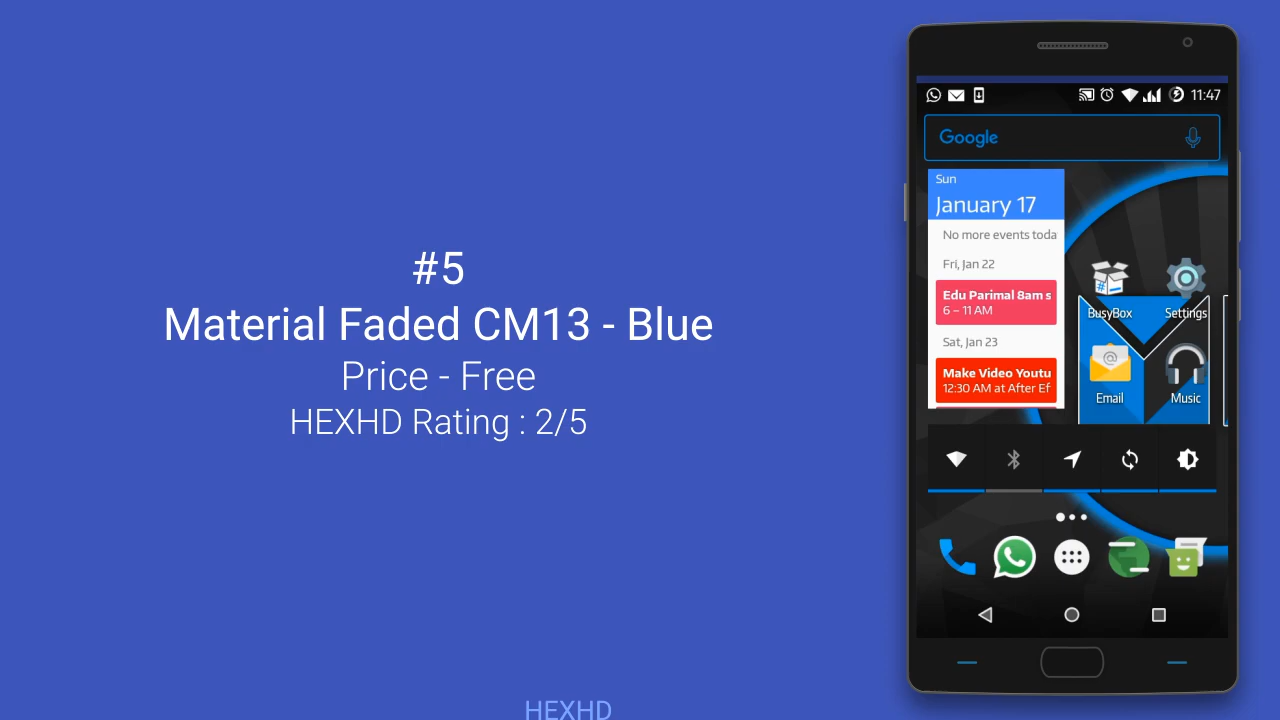 #5
Material Faded CM13 - Blue
Price - Free
HEXHD Rating : 2/5
HEXHD
11:47
Google
Sun
January 17
No more events toda
Fri, Jan 22
Edu Parimal 8am s
6 – 11 AM
Sat, Jan 23
Make Video Youtu
12:30 AM at After Ef
BusyBox
Settings
Email
Music